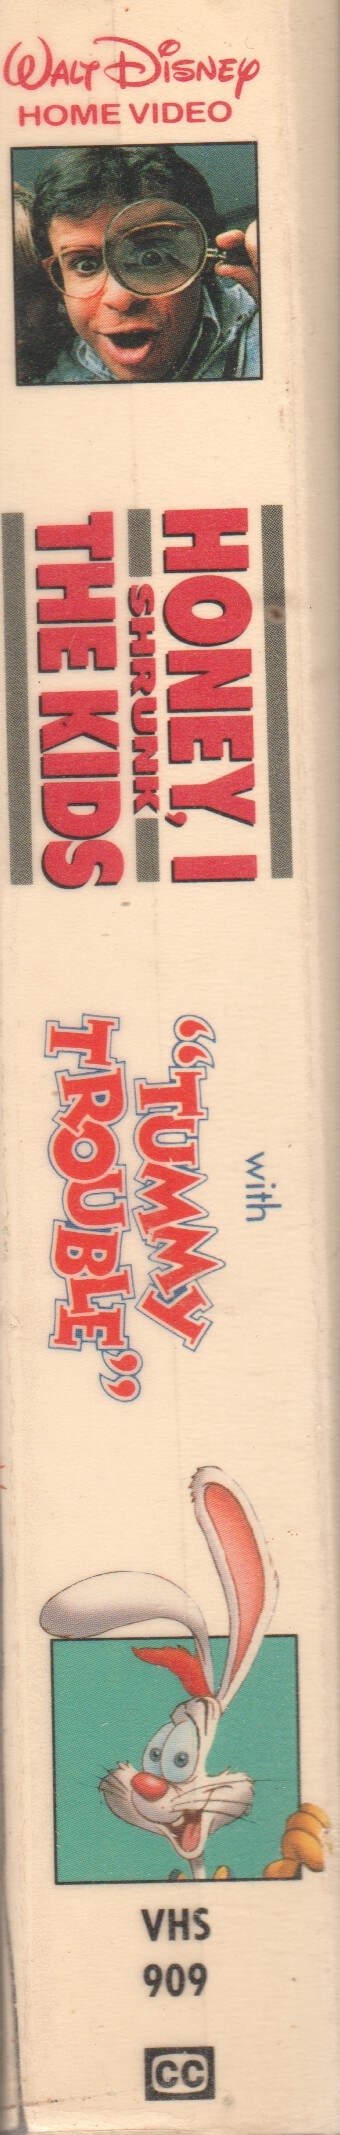 WALT DISNEY
HOME VIDEO
HONEY, I
SHRUNK
THE KIDS
with
“TUMMY
TROUBLE”
VHS
909
CC